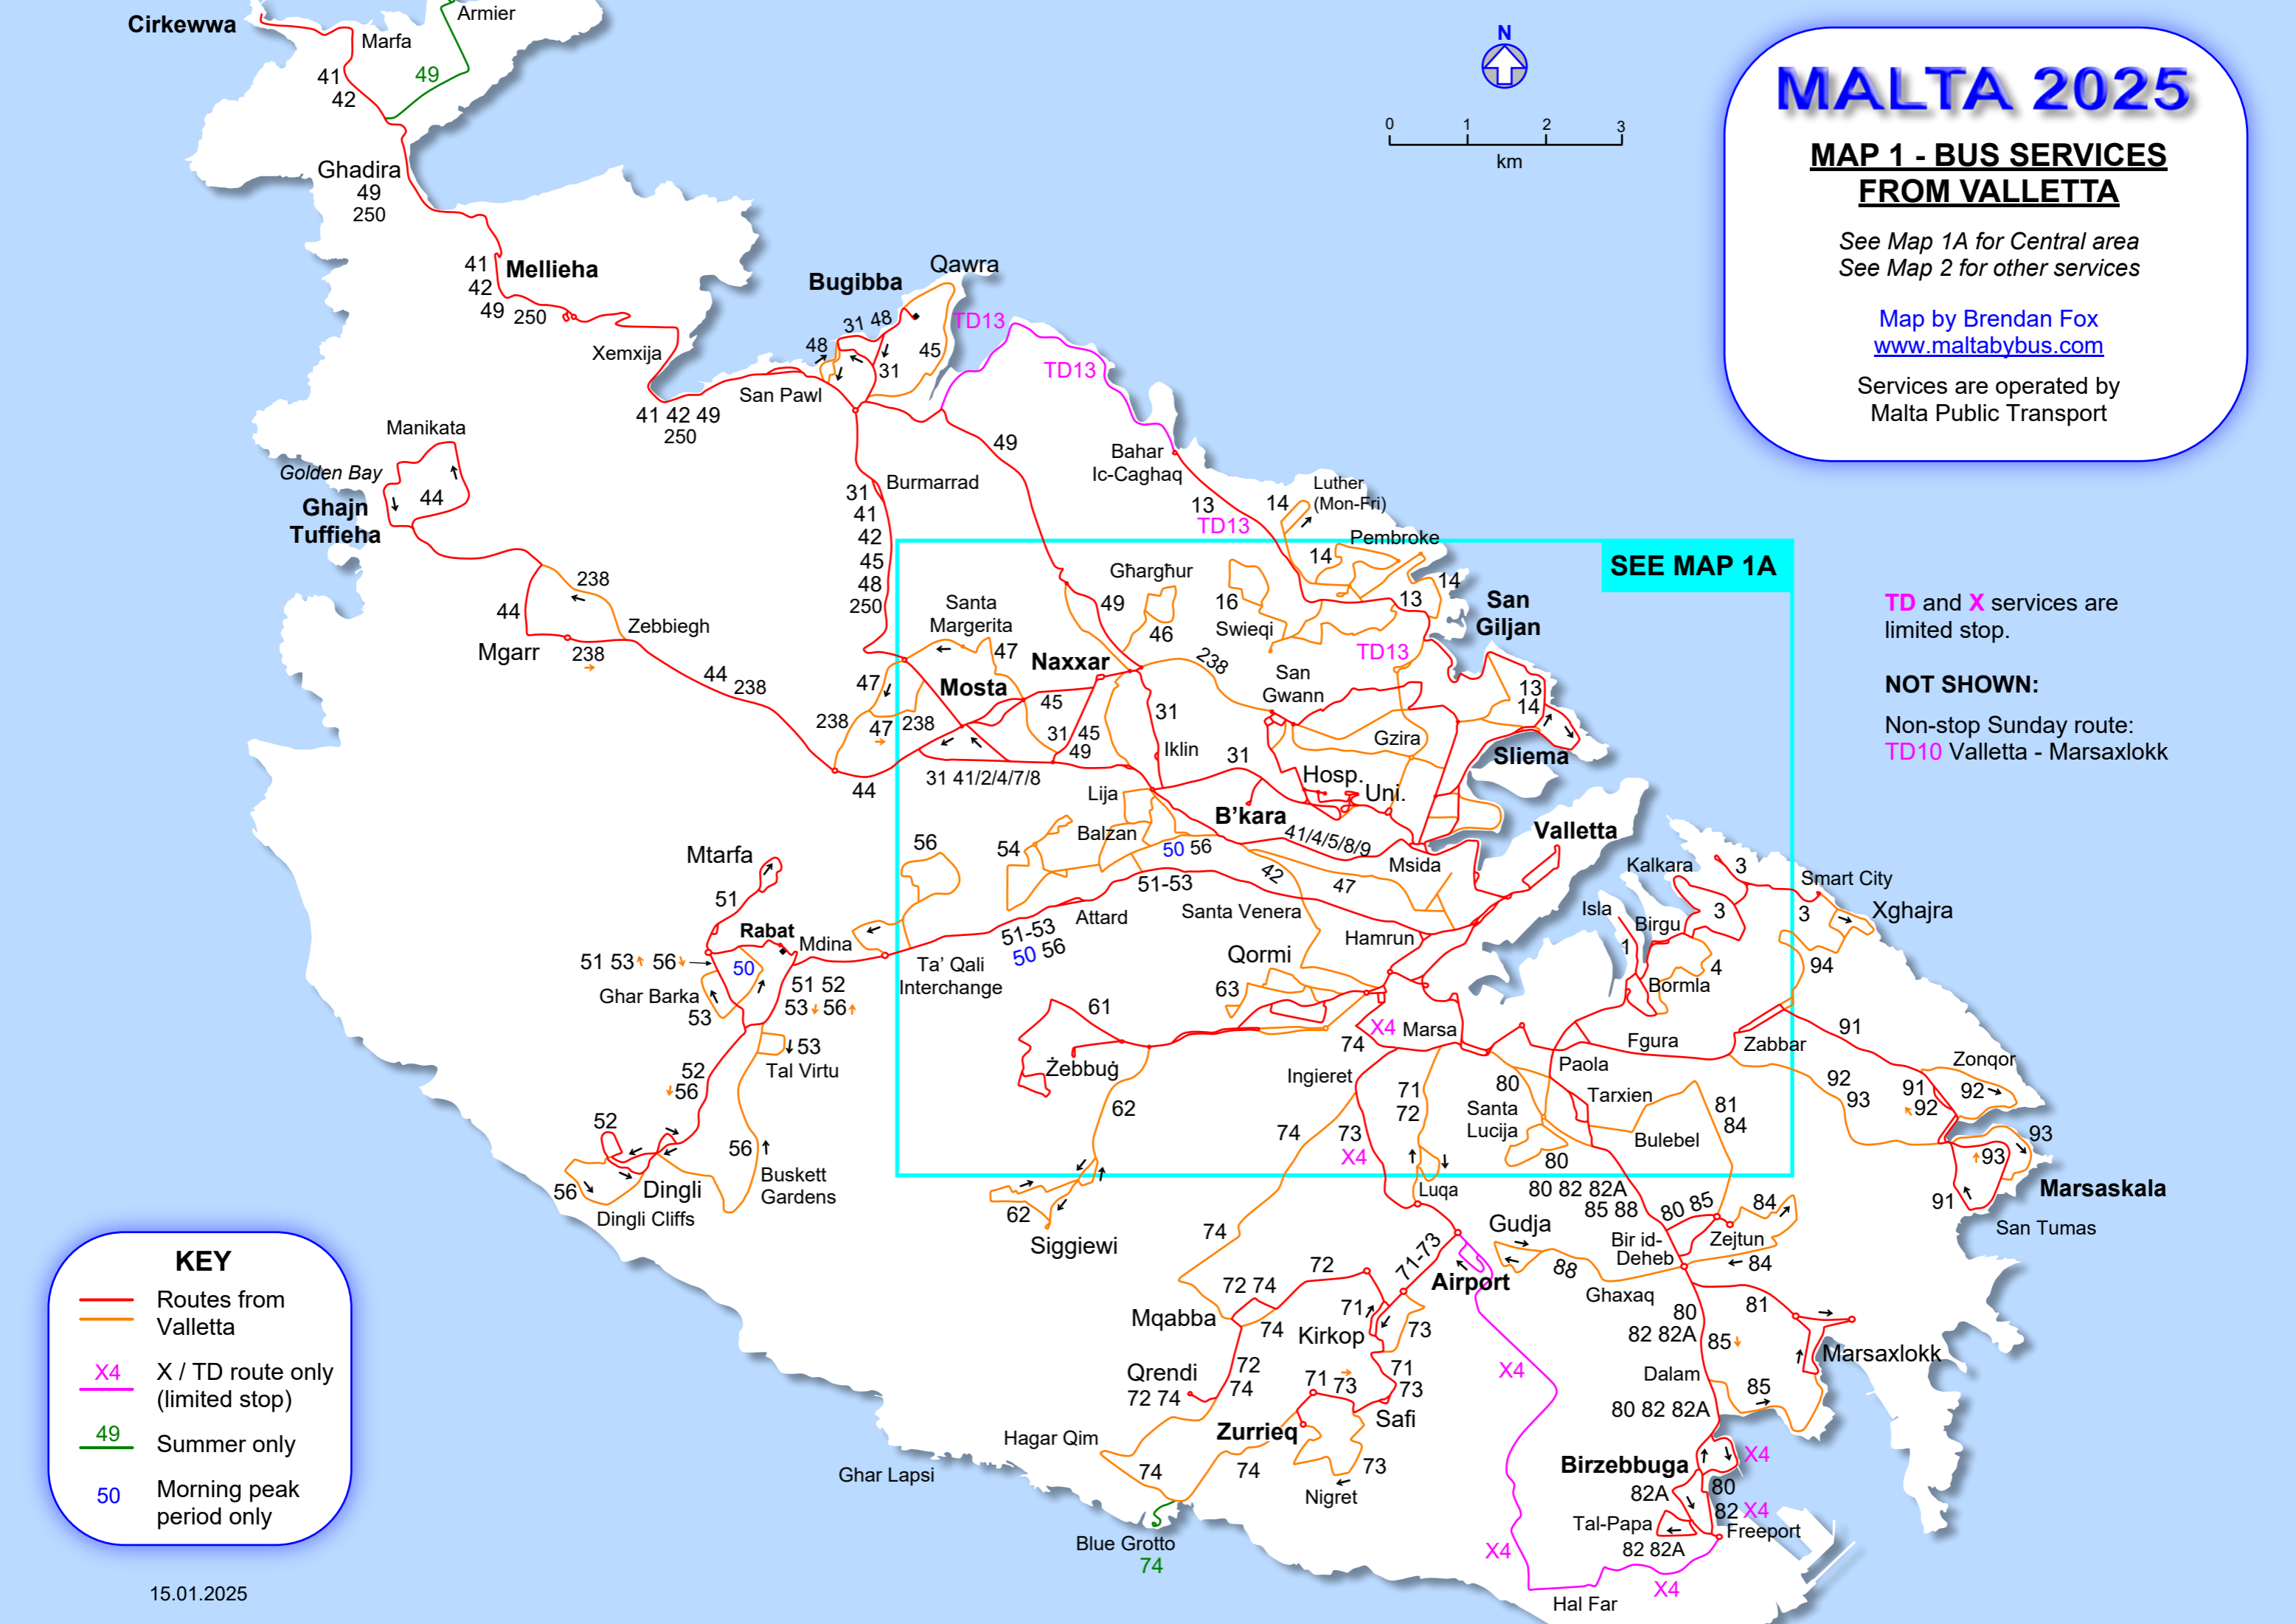 Cirkewwa
Armier
Marfa
41
42
49
Ghadira
49
250
41
42
49 250
Mellieha
Xemxija
41 42 49
250
San Pawl
Bugibba
Qawra
31 48
48
45
31
TD13
TD13
49
Bahar
Ic-Caghaq
13
TD13
14
Luther
(Mon-Fri)
Pembroke
14
14
13
N
0 1 2 3
km
MALTA 2025
MAP 1 - BUS SERVICES
FROM VALLETTA
See Map 1A for Central area
See Map 2 for other services
Map by Brendan Fox
www.maltabybus.com
Services are operated by
Malta Public Transport
SEE MAP 1A
TD and X services are
limited stop.
NOT SHOWN:
Non-stop Sunday route:
TD10 Valletta - Marsaxlokk
Manikata
Golden Bay
44
Ghajn
Tuffieha
238
44
Zebbiegh
Mgarr
238
44
238
Burmarrad
31
41
42
45
48
250
Santa
Margerita
47
47
238
47
238
44
Mosta
Naxxar
45
31 45
49
31 41/2/4/7/8
Għargħur
49
46
16
Swieqi
238
San
Gwann
TD13
San
Giljan
13
14
Sliema
Gzira
31
Iklin
31
Hosp.
Uni.
Lija
B'kara
Balzan
41/4/5/8/9
50 56
54
56
Msida
Valletta
42
47
51-53
Santa Venera
Attard
51-53
50 56
Hamrun
Qormi
63
Ta' Qali
Interchange
Mtarfa
51
Rabat
Mdina
51 53 56
50
Ghar Barka
53
51 52
53 56
53
Tal Virtu
52
56
52
56
56
Buskett
Gardens
Dingli
Dingli Cliffs
61
Żebbuġ
62
62
Siggiewi
X4 Marsa
74
Ingieret
71
72
73
X4
74
74
Luqa
Kalkara
3
Smart City
3
3
Xghajra
Isla
Birgu
1
4
Bormla
94
Fgura
Zabbar
91
Paola
Tarxien
80
Santa
Lucija
80
Bulebel
81
84
92
93
Zonqor
91
92
92
93
93
91
Marsaskala
San Tumas
80 82 82A
85 88
80 85
84
Bir id-
Deheb
Zejtun
84
Gudja
88
Ghaxaq
71-73
Airport
72
72 74
Mqabba
74
71
Kirkop
73
72
74
Qrendi
72 74
71 73
71
73
Safi
Zurrieq
73
Nigret
Hagar Qim
74
74
Ghar Lapsi
Blue Grotto
74
80
82 82A
85
81
Marsaxlokk
Dalam
85
80 82 82A
X4
X4
Birzebbuga
82A
80
82 X4
Tal-Papa
Freeport
82 82A
X4
X4
Hal Far
KEY
Routes from
Valletta
X4
X / TD route only
(limited stop)
49
Summer only
50
Morning peak
period only
15.01.2025